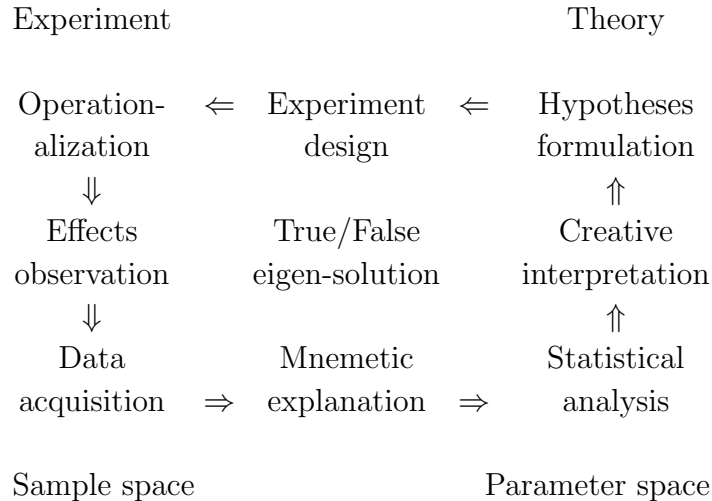 Experiment Theory
Operation- ⇐ Experiment ⇐ Hypotheses
alization design formulation
⇓ ⇑
Effects True/False Creative
observation eigen-solution interpretation
⇓ ⇑
Data Mnemetic Statistical
acquisition ⇒ explanation ⇒ analysis
Sample space Parameter space